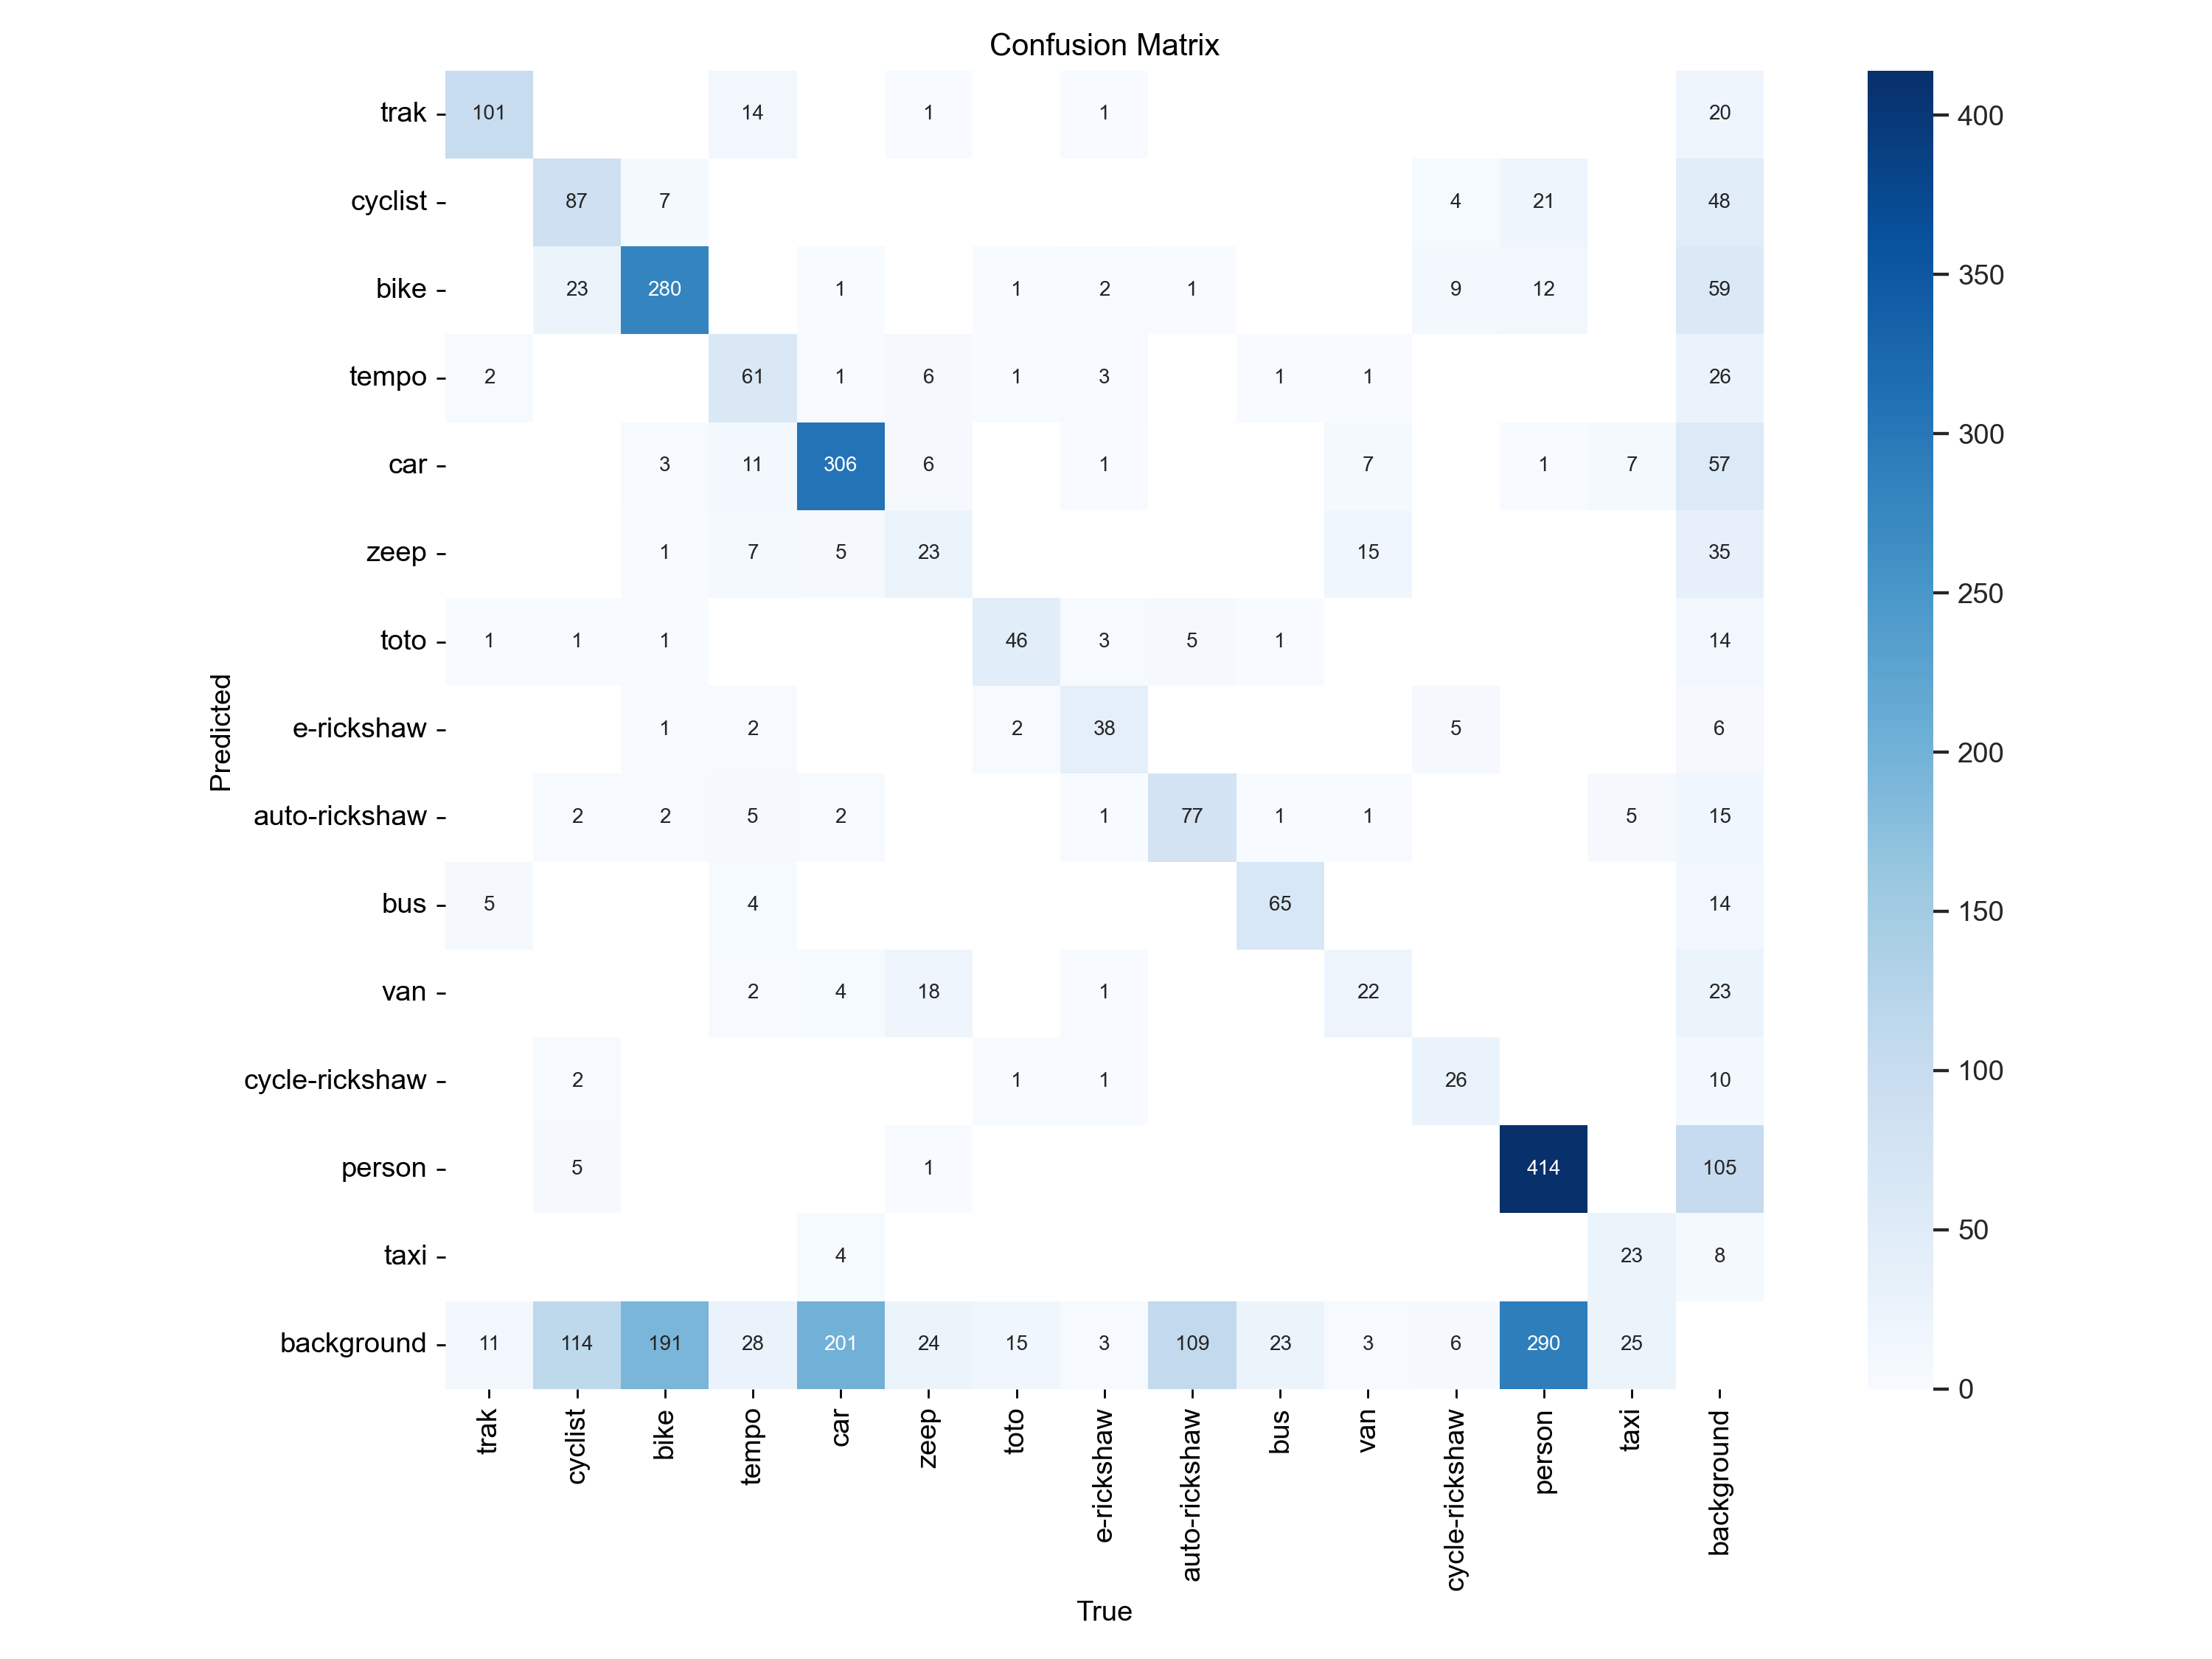 Confusion Matrix
trak 101 14 1 1 20
cyclist 87 7 4 21 48
bike 23 280 1 1 2 1 9 12 59
tempo 2 61 1 6 1 3 1 1 26
car 3 11 306 6 1 7 1 7 57
zeep 1 7 5 23 15 35
toto 1 1 1 46 3 5 1 14
e-rickshaw 1 2 2 38 5 6
auto-rickshaw 2 2 5 2 1 77 1 1 5 15
bus 5 4 65 14
van 2 4 18 1 22 23
cycle-rickshaw 2 1 1 26 10
person 5 1 414 105
taxi 4 23 8
background 11 114 191 28 201 24 15 3 109 23 3 6 290 25
trak cyclist bike tempo car zeep toto e-rickshaw auto-rickshaw bus van cycle-rickshaw person taxi background
True
Predicted
400
350
300
250
200
150
100
50
0